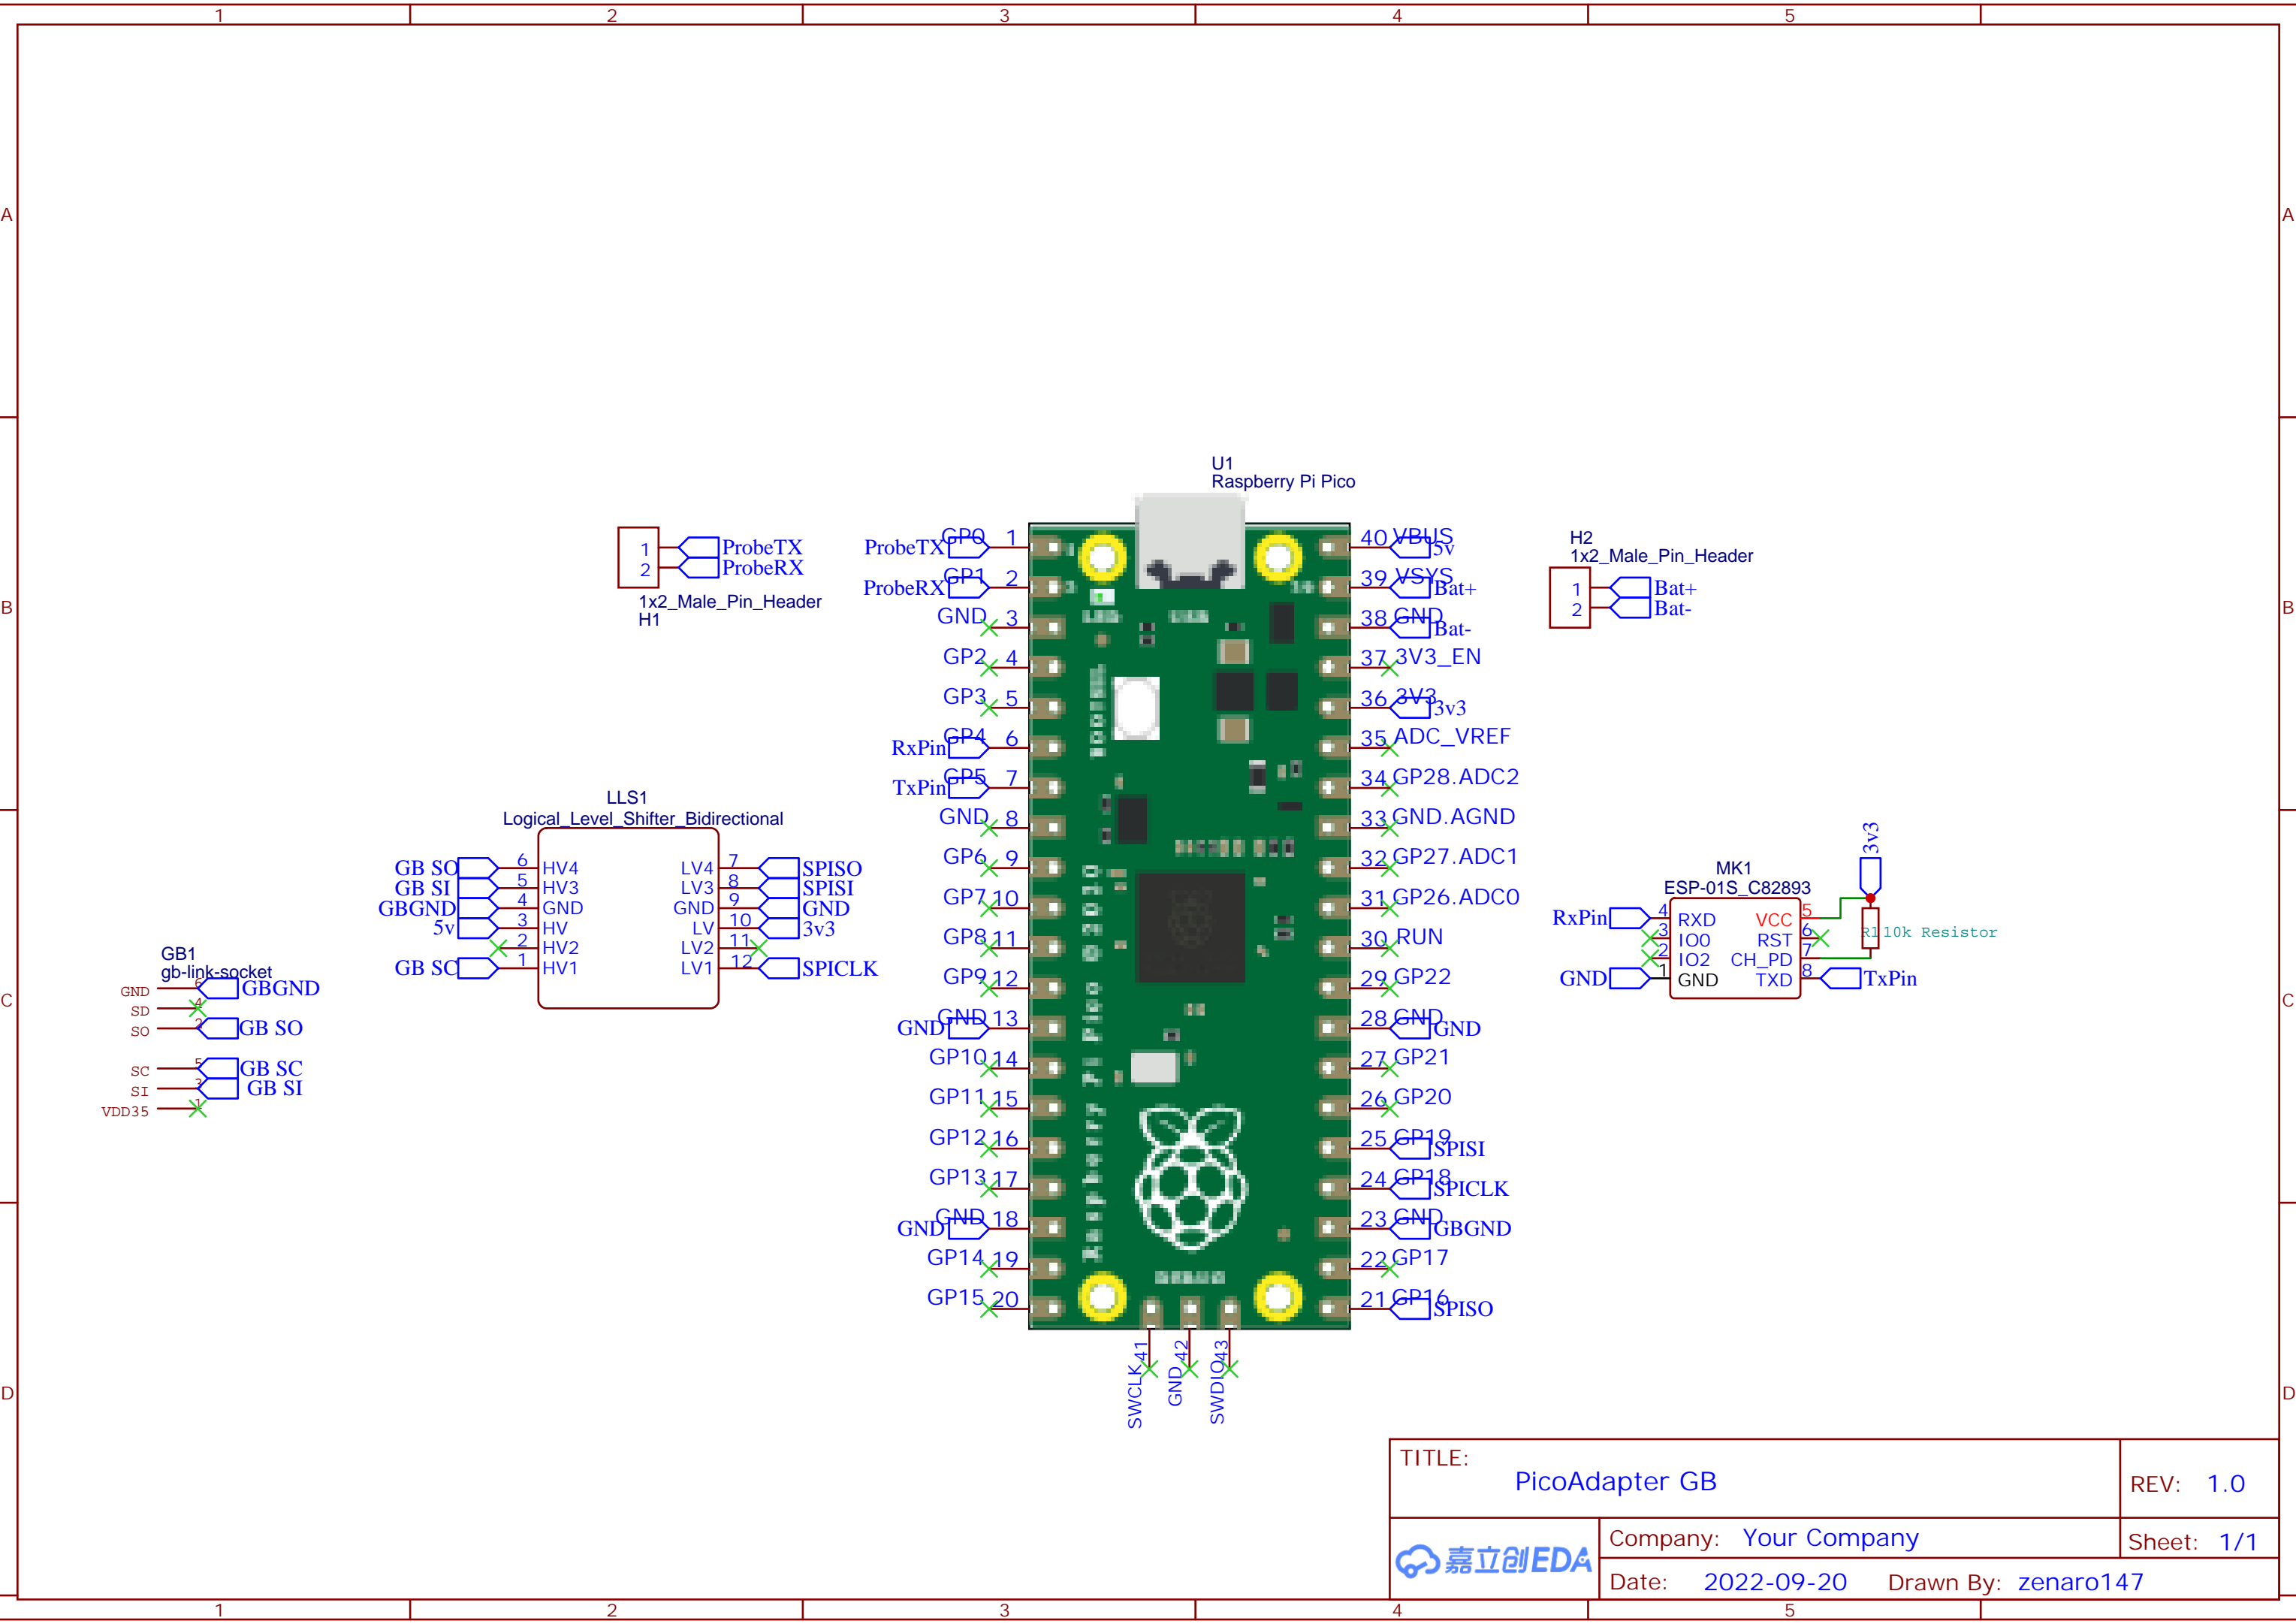 1 2 3 4 5
A A
B B
C C
D D
U1
Raspberry Pi Pico
1 ProbeTX
2 ProbeRX
1x2_Male_Pin_Header
H1
H2
1x2_Male_Pin_Header
1 Bat+
2 Bat-
ProbeTX GP0 1
ProbeRX GP1 2
GND 3
GP2 4
GP3 5
RxPin GP4 6
TxPin GP5 7
GND 8
GP6 9
GP7 10
GP8 11
GP9 12
GND GND 13
GP10 14
GP11 15
GP12 16
GP13 17
GND GND 18
GP14 19
GP15 20
40 VBUS 5v
39 VSYS Bat+
38 GND Bat-
37 3V3_EN
36 3V3 3v3
35 ADC_VREF
34 GP28.ADC2
33 GND.AGND
32 GP27.ADC1
31 GP26.ADC0
30 RUN
29 GP22
28 GND GND
27 GP21
26 GP20
25 GP19 SPISI
24 GP18 SPICLK
23 GND GBGND
22 GP17
21 GP16 SPISO
SWCLK 41
GND 42
SWDIO 43
LLS1
Logical_Level_Shifter_Bidirectional
GB SO 6 HV4 LV4 7 SPISO
GB SI 5 HV3 LV3 8 SPISI
GBGND 4 GND GND 9 GND
5v 3 HV LV 10 3v3
2 HV2 LV2 11
GB SC 1 HV1 LV1 12 SPICLK
GB1
gb-link-socket
GND 6 GBGND
SD 4
SO 2 GB SO
SC 5 GB SC
SI 3 GB SI
VDD35 1
3v3
MK1
ESP-01S_C82893
RxPin 4 RXD VCC 5
3 IO0 RST 6
2 IO2 CH_PD 7
GND 1 GND TXD 8 TxPin
R1 10k Resistor
TITLE:
PicoAdapter GB
REV: 1.0
嘉立创EDA
Company: Your Company
Sheet: 1/1
Date: 2022-09-20 Drawn By: zenaro147
1 2 3 4 5